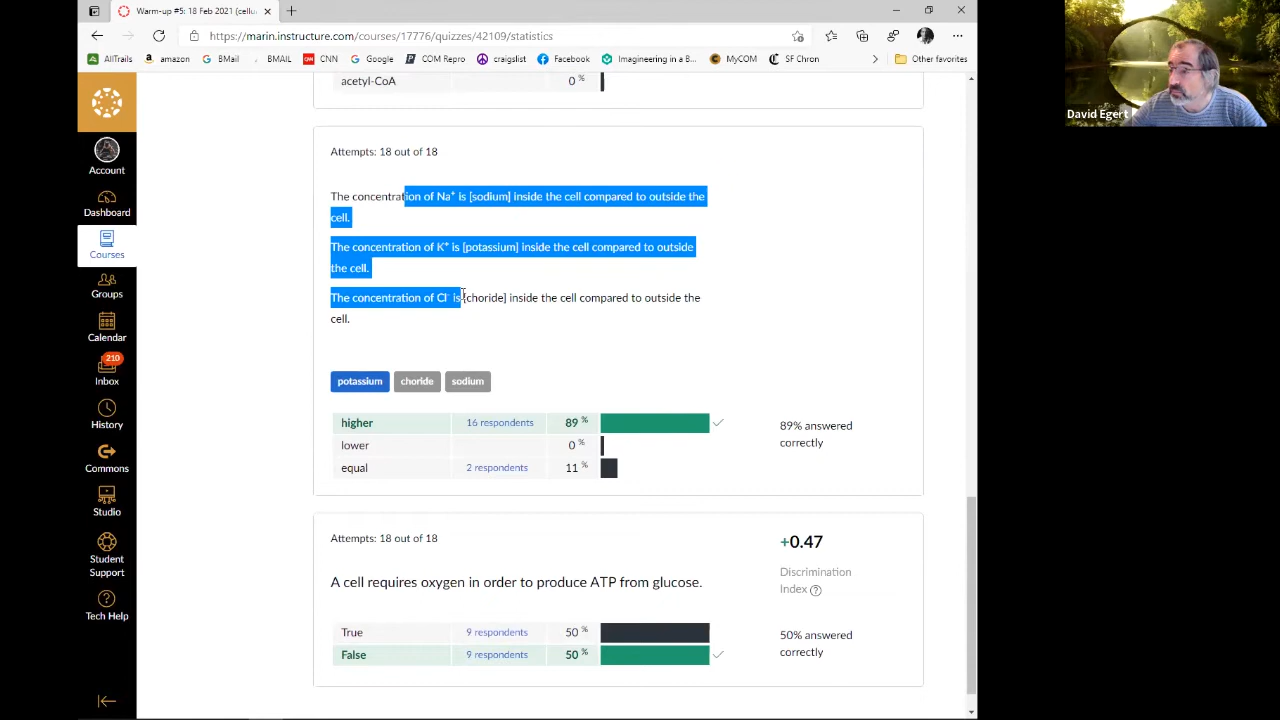 Warm-up #5: 18 Feb 2021 (cellu
https://marin.instructure.com/courses/17776/quizzes/42109/statistics
AllTrails amazon BMail BMAIL CNN Google COM Repro craigslist Facebook Imagineering in a B... MyCOM SF Chron Other favorites
Account
Dashboard
Courses
Groups
Calendar
210
Inbox
History
Commons
Studio
Student
Support
Tech Help
acetyl-CoA 0 %
Attempts: 18 out of 18
The concentration of Na⁺ is [sodium] inside the cell compared to outside the
cell.
The concentration of K⁺ is [potassium] inside the cell compared to outside
the cell.
The concentration of Cl⁻ is [choride] inside the cell compared to outside the
cell.
potassium choride sodium
higher 16 respondents 89 %
lower 0 %
equal 2 respondents 11 %
89% answered
correctly
Attempts: 18 out of 18
A cell requires oxygen in order to produce ATP from glucose.
True 9 respondents 50 %
False 9 respondents 50 %
+0.47
Discrimination
Index ?
50% answered
correctly
David Egert